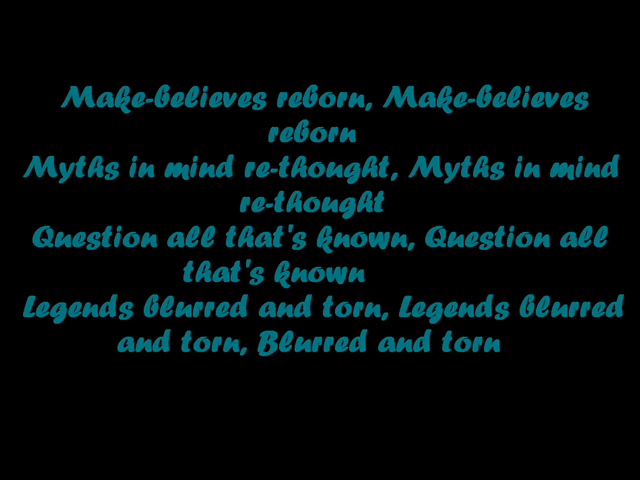 Make-believes reborn, Make-believes
reborn
Myths in mind re-thought, Myths in mind
re-thought
Question all that's known, Question all
that's known
Legends blurred and torn, Legends blurred
and torn, Blurred and torn